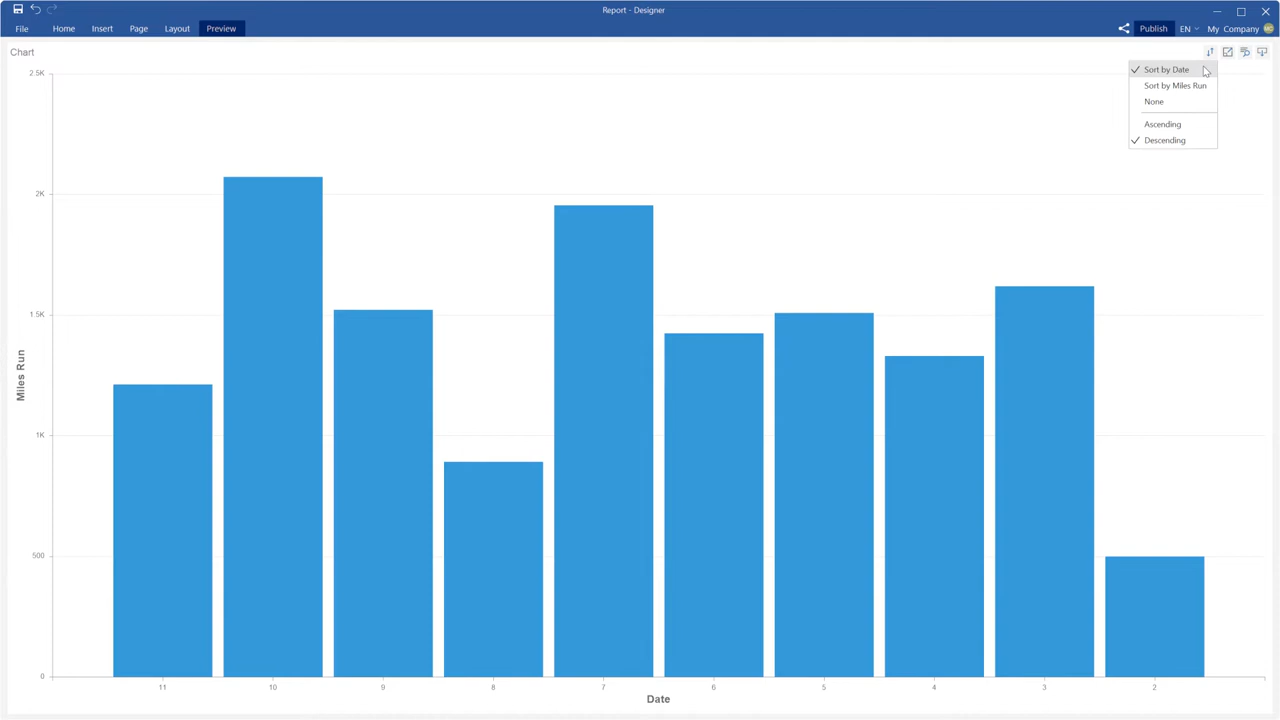 Report - Designer
File Home Insert Page Layout Preview Publish EN My Company MC
Chart
Sort by Date
Sort by Miles Run
None
Ascending
Descending
2.5K
2K
1.5K
1K
500
0
Miles Run
11 10 9 8 7 6 5 4 3 2
Date